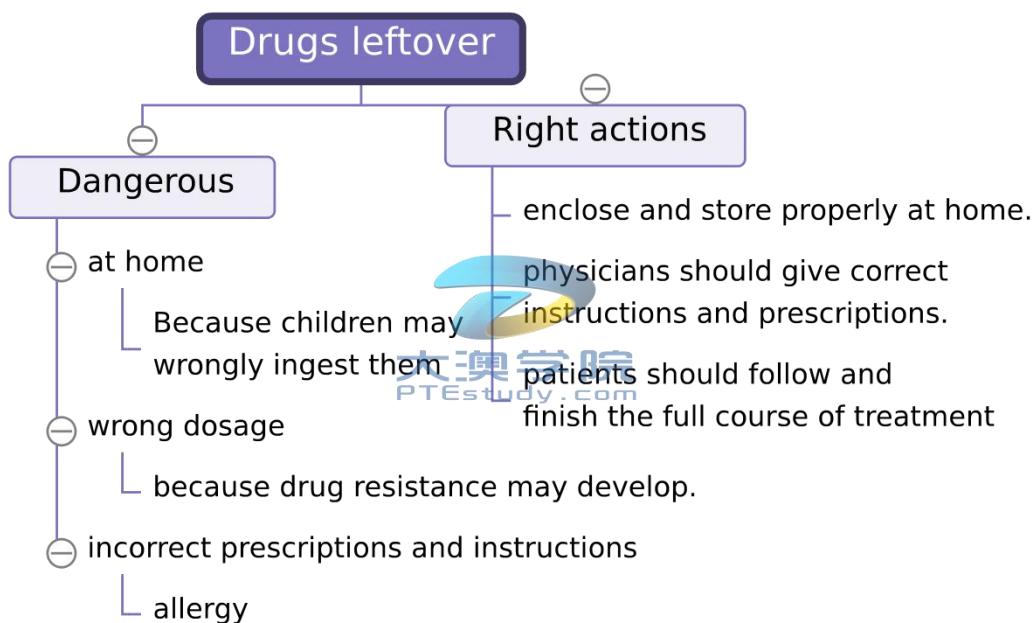 Drugs leftover
Right actions
Dangerous
enclose and store properly at home.
at home
physicians should give correct
instructions and prescriptions.
Because children may
wrongly ingest them
大澳学院
PTEstudy.com
patients should follow and
finish the full course of treatment
wrong dosage
because drug resistance may develop.
incorrect prescriptions and instructions
allergy